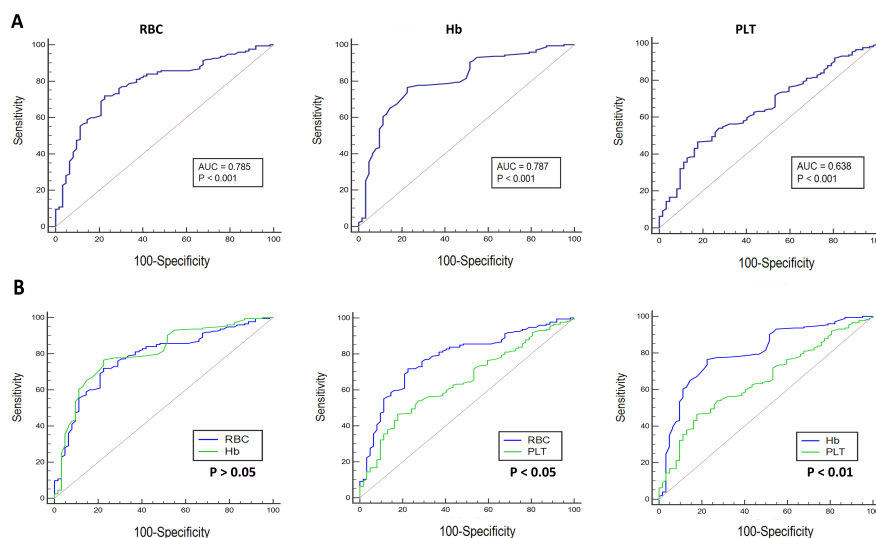 A
RBC
Hb
PLT
100
80
60
40
20
0
Sensitivity
AUC = 0.785
P < 0.001
0 20 40 60 80 100
100-Specificity
100
80
60
40
20
0
Sensitivity
AUC = 0.787
P < 0.001
0 20 40 60 80 100
100-Specificity
100
80
60
40
20
0
Sensitivity
AUC = 0.638
P < 0.001
0 20 40 60 80 100
100-Specificity
B
100
80
60
40
20
0
Sensitivity
RBC
Hb
P > 0.05
0 20 40 60 80 100
100-Specificity
100
80
60
40
20
0
Sensitivity
RBC
PLT
P < 0.05
0 20 40 60 80 100
100-Specificity
100
80
60
40
20
0
Sensitivity
Hb
PLT
P < 0.01
0 20 40 60 80 100
100-Specificity